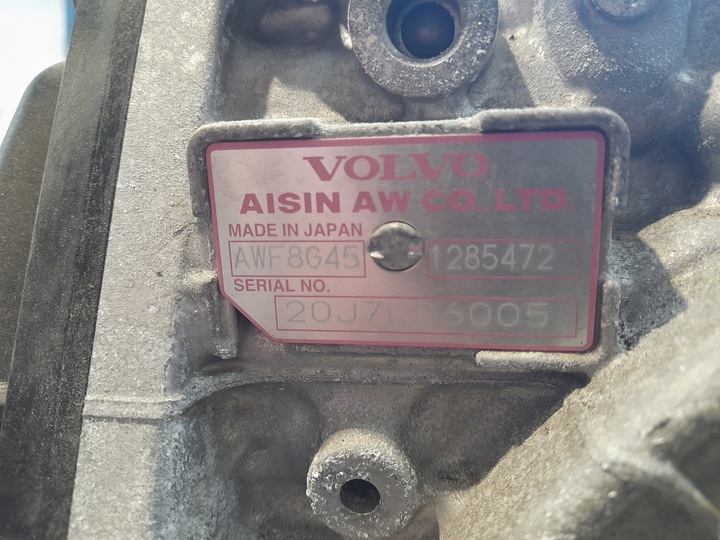 VOLVO
AISIN AW CO., LTD.
MADE IN JAPAN
AWF8G45 1285472
SERIAL NO.